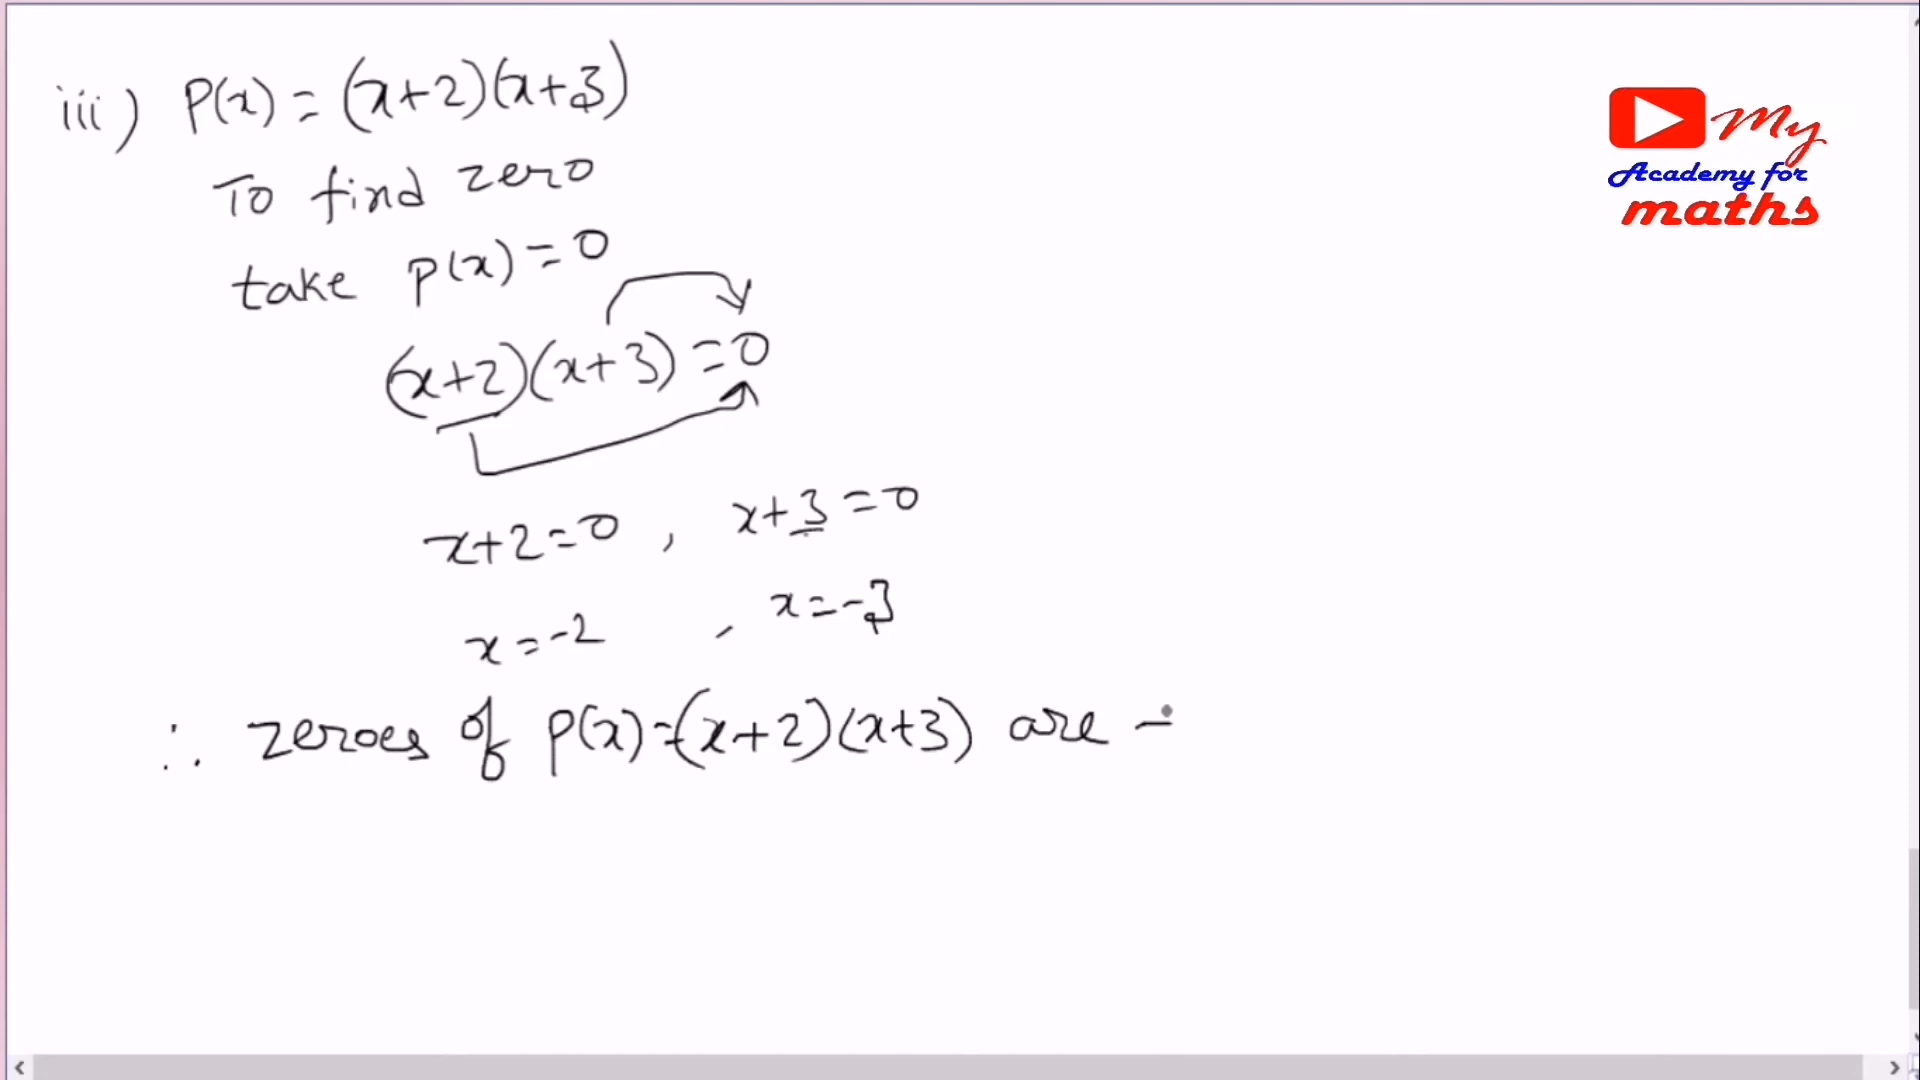 iii) P(x) = (x+2)(x+3)
To find zero
take p(x) = 0
(x+2)(x+3) = 0
x+2=0 , x+3=0
x=-2 , x=-3
∴ zeroes of p(x)=(x+2)(x+3) are -
My
Academy for
maths